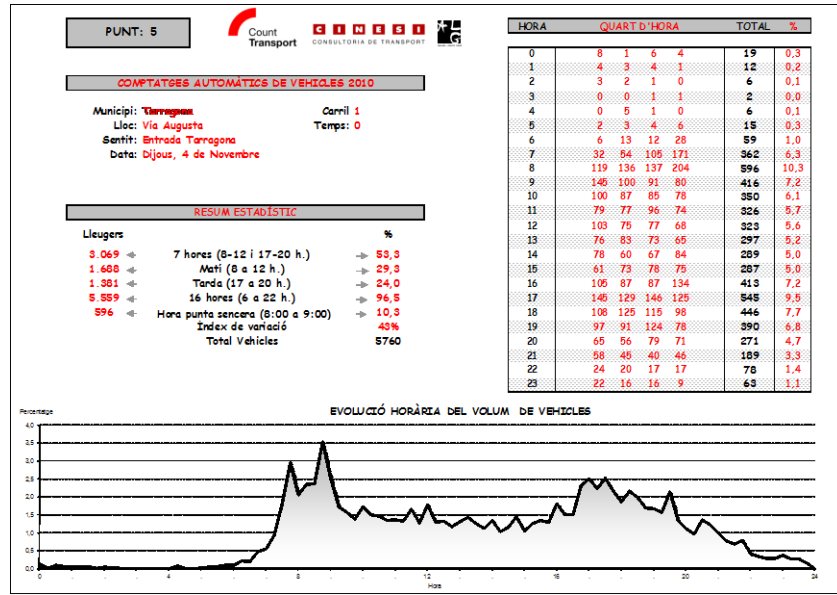 PUNT: 5
Count
Transport
CINESI
CONSULTORIA DE TRANSPORT
COMPTATGES AUTOMÀTICS DE VEHICLES 2010
Municipi: Tarragona Carril 1
Lloc: Via Augusta Temps: 0
Sentit: Entrada Tarragona
Data: Dijous, 4 de Novembre
RESUM ESTADÍSTIC
Lleugers %
3.069 7 hores (8-12 i 17-20 h.) 53,3
1.688 Matí (8 a 12 h.) 29,3
1.381 Tarda (17 a 20 h.) 24,0
5.559 16 hores (6 a 22 h.) 96,5
596 Hora punta sencera (8:00 a 9:00) 10,3
Índex de variació 43%
Total Vehicles 5760
HORA QUART D'HORA TOTAL %
0 8 1 6 4 19 0,3
1 4 3 4 1 12 0,2
2 3 2 1 0 6 0,1
3 0 0 1 1 2 0,0
4 0 5 1 0 6 0,1
5 2 3 4 6 15 0,3
6 6 13 12 28 59 1,0
7 32 54 105 171 362 6,3
8 119 136 137 204 596 10,3
9 145 100 91 80 416 7,2
10 100 87 85 78 350 6,1
11 79 77 96 74 326 5,7
12 103 75 77 68 323 5,6
13 76 83 73 65 297 5,2
14 78 60 67 84 289 5,0
15 61 73 78 75 287 5,0
16 105 87 87 134 413 7,2
17 145 129 146 125 545 9,5
18 108 125 115 98 446 7,7
19 97 91 124 78 390 6,8
20 65 56 79 71 271 4,7
21 58 45 40 46 189 3,3
22 24 20 17 17 78 1,4
23 22 16 16 9 63 1,1
EVOLUCIÓ HORÀRIA DEL VOLUM DE VEHICLES
Percentatge
4,0
3,5
3,0
2,5
2,0
1,5
1,0
0,5
0,0
0 4 8 12 16 20 24
Hora